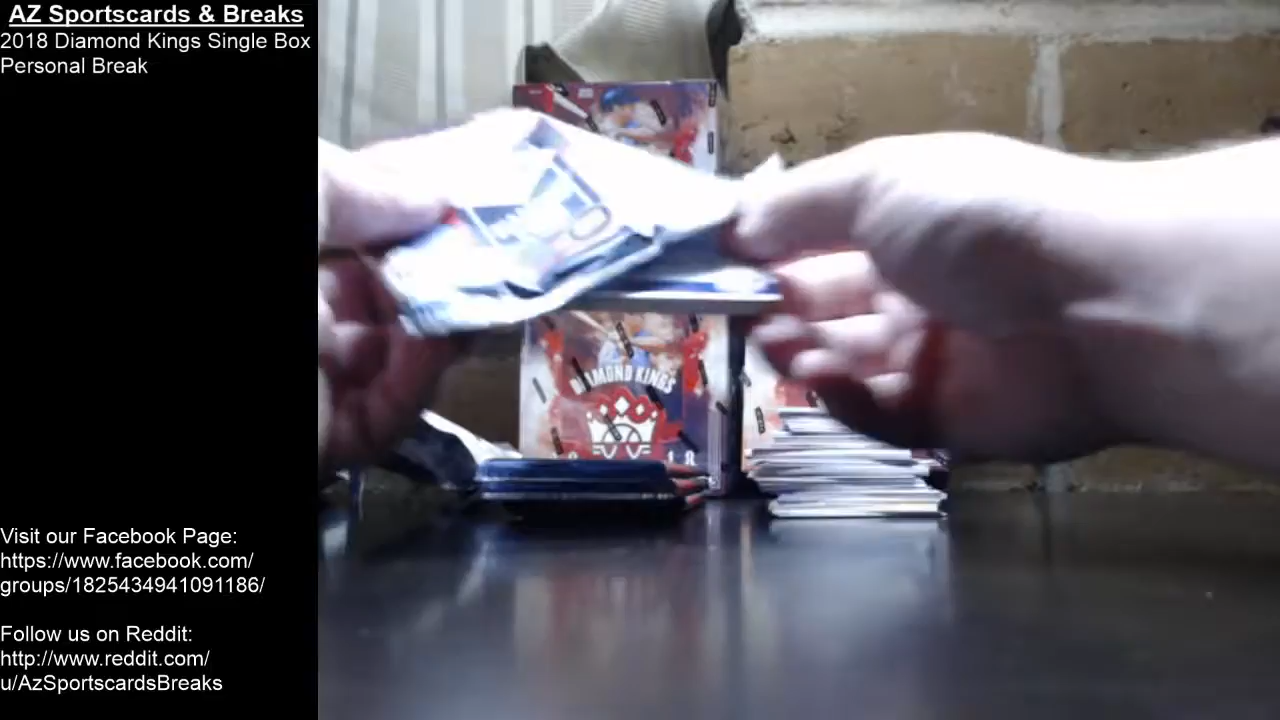 AZ Sportscards & Breaks
2018 Diamond Kings Single Box
Personal Break
DIAMOND KINGS
Visit our Facebook Page:
https://www.facebook.com/
groups/1825434941091186/
Follow us on Reddit:
http://www.reddit.com/
u/AzSportscardsBreaks